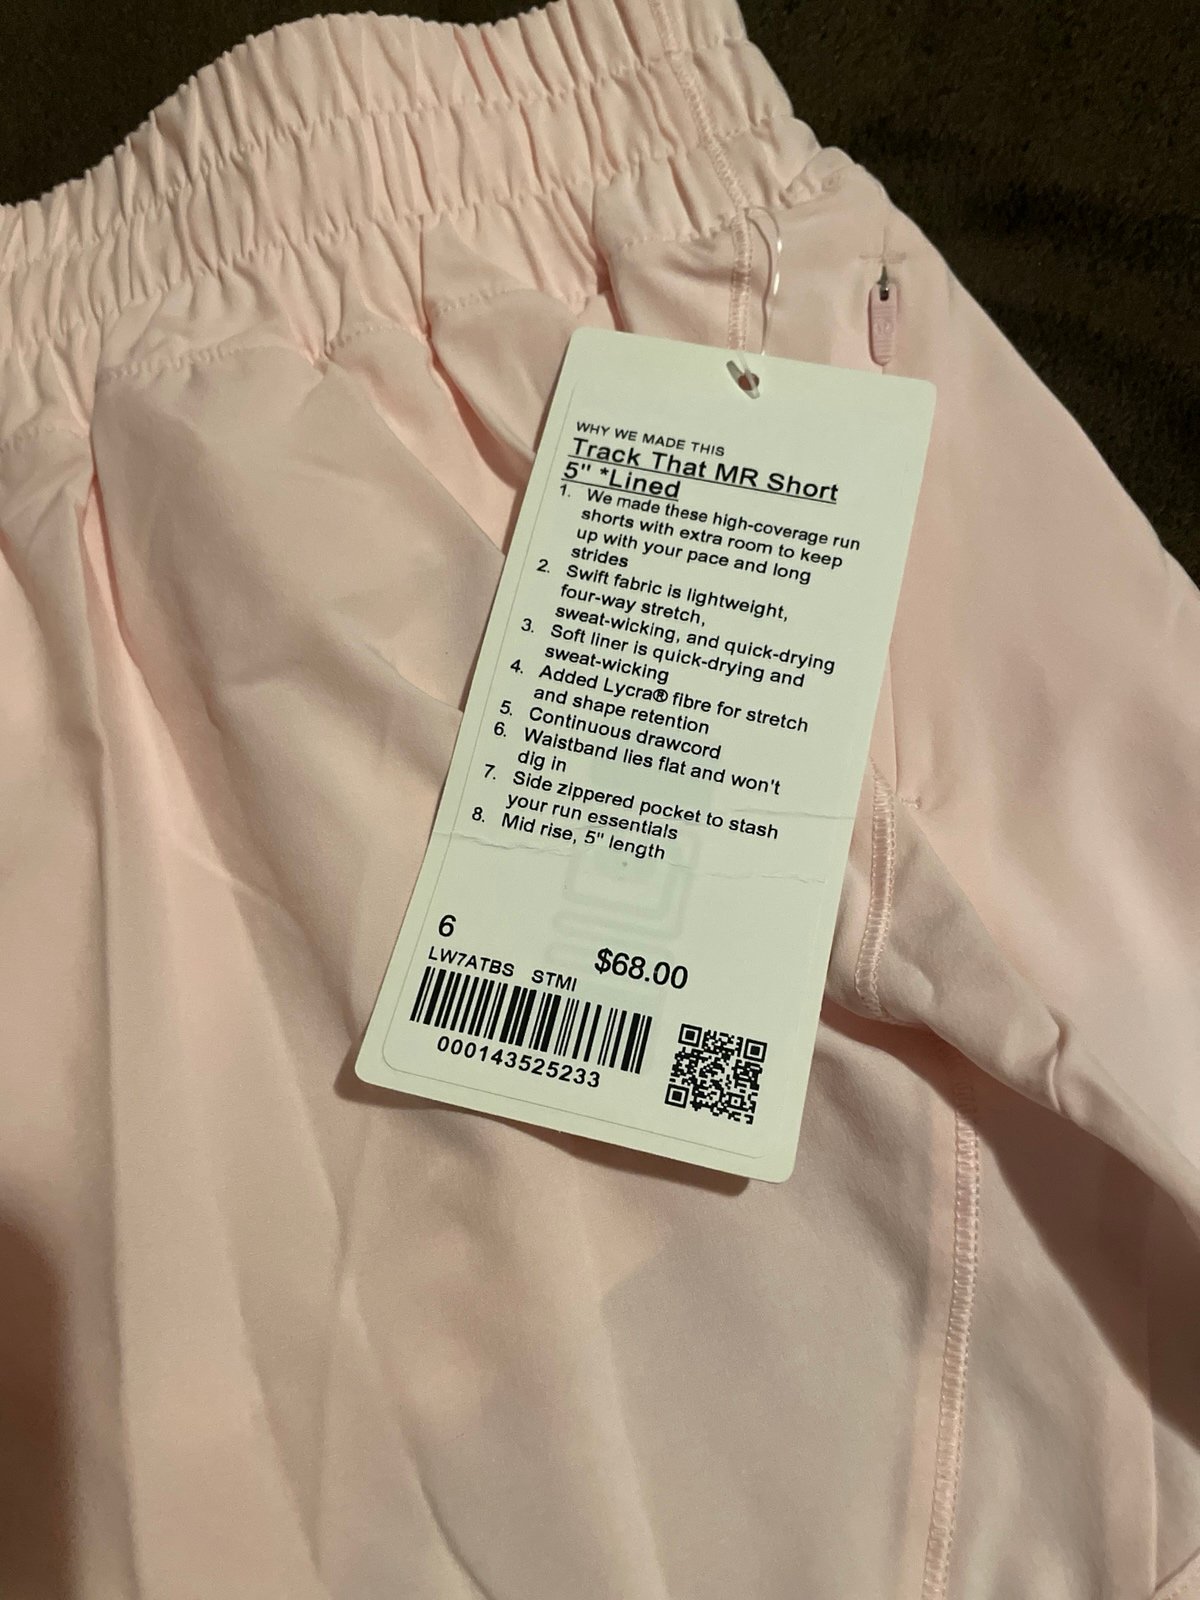 WHY WE MADE THIS
Track That MR Short
5" *Lined
1. We made these high-coverage run
shorts with extra room to keep
up with your pace and long
strides
2. Swift fabric is lightweight,
four-way stretch,
sweat-wicking, and quick-drying
3. Soft liner is quick-drying and
sweat-wicking
4. Added Lycra® fibre for stretch
and shape retention
5. Continuous drawcord
6. Waistband lies flat and won't
dig in
7. Side zippered pocket to stash
your run essentials
8. Mid rise, 5" length
6
$68.00
LW7ATBS STMI
000143525233